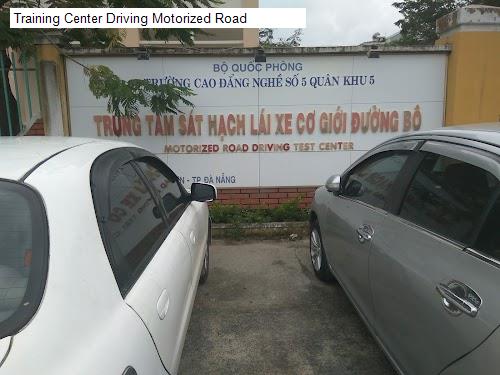 Training Center Driving Motorized Road
BỘ QUỐC PHÒNG
TRƯỜNG CAO ĐẲNG NGHỀ SỐ 5 QUÂN KHU 5
TRUNG TÂM SÁT HẠCH LÁI XE CƠ GIỚI ĐƯỜNG BỘ
MOTORIZED ROAD DRIVING TEST CENTER
TP. ĐÀ NẴNG